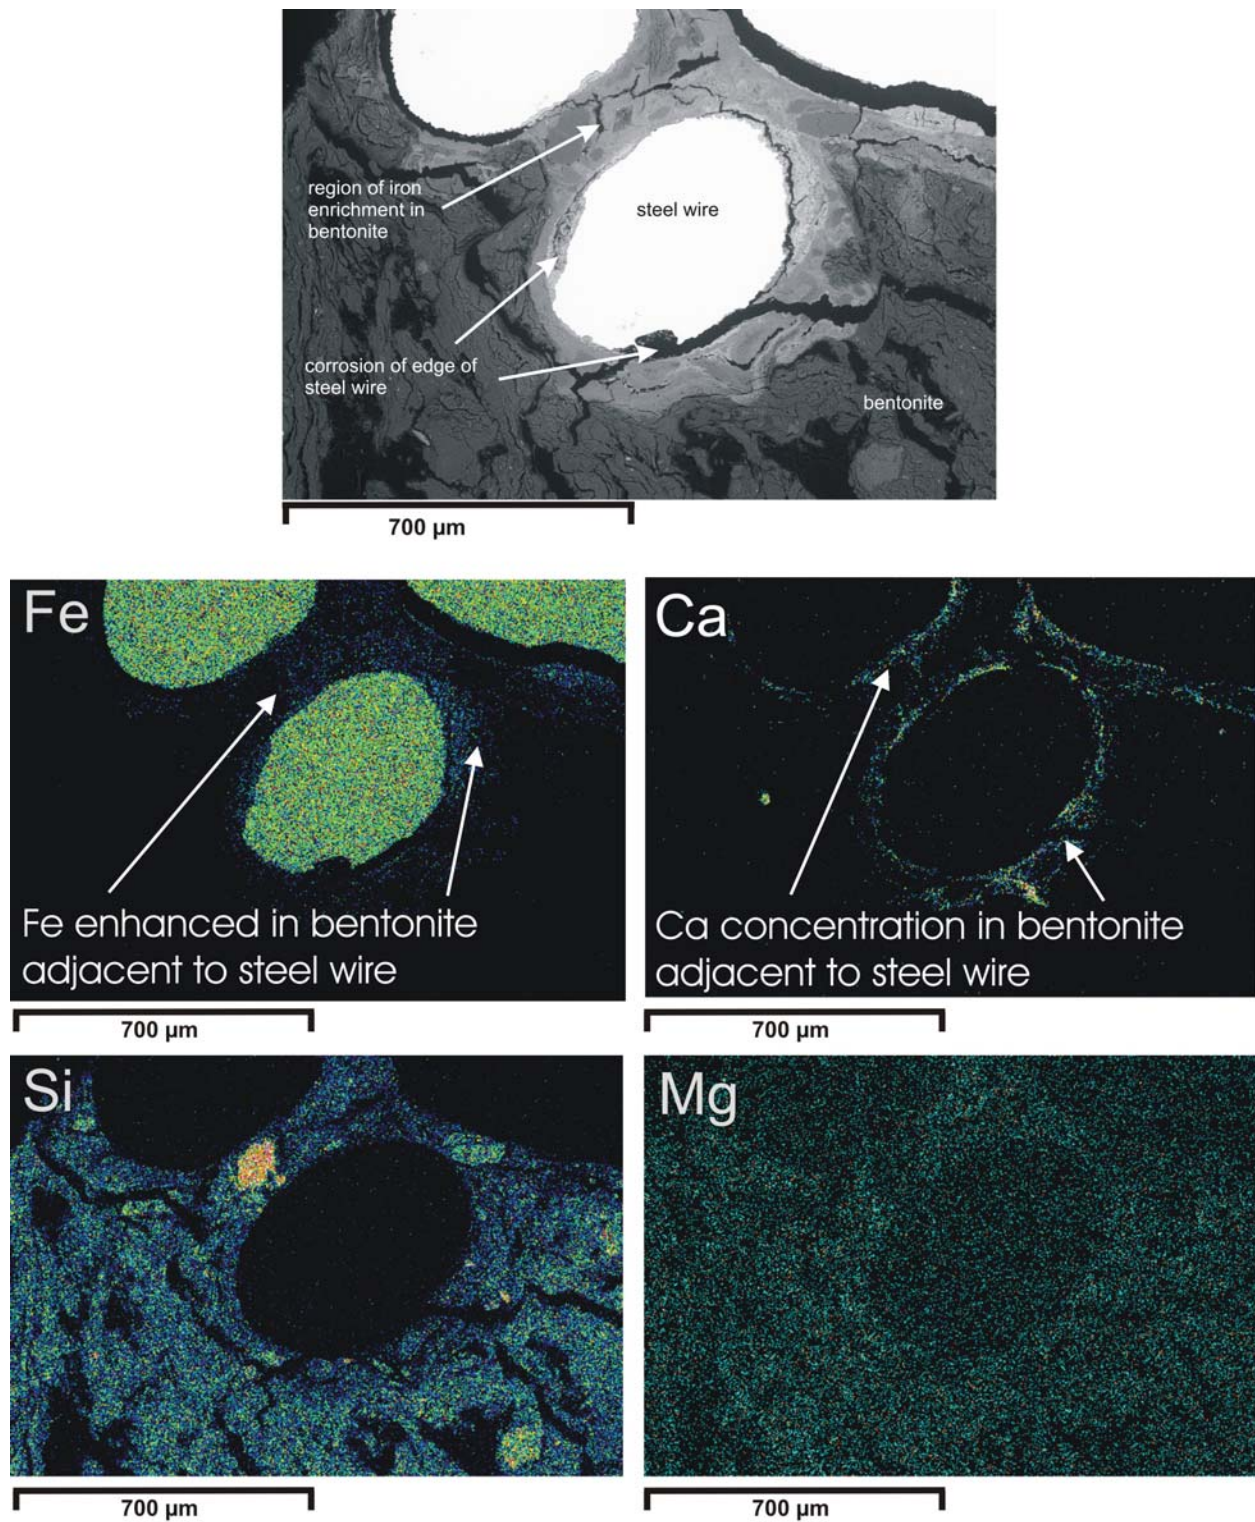 region of iron
enrichment in
bentonite
steel wire
corrosion of edge of
steel wire
bentonite
700 µm
Fe
Fe enhanced in bentonite
adjacent to steel wire
700 µm
Ca
Ca concentration in bentonite
adjacent to steel wire
700 µm
Si
700 µm
Mg
700 µm